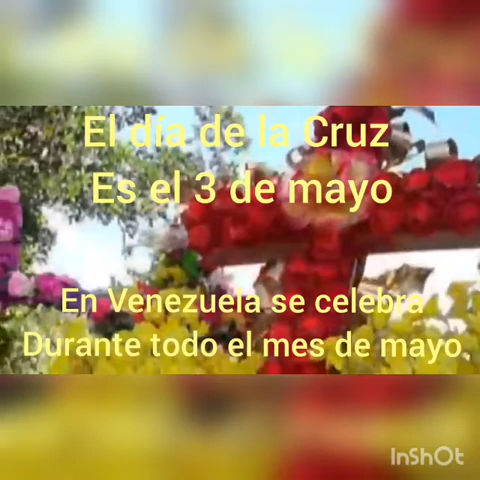 El día de la Cruz
Es el 3 de mayo
En Venezuela se celebra
Durante todo el mes de mayo
InShOt